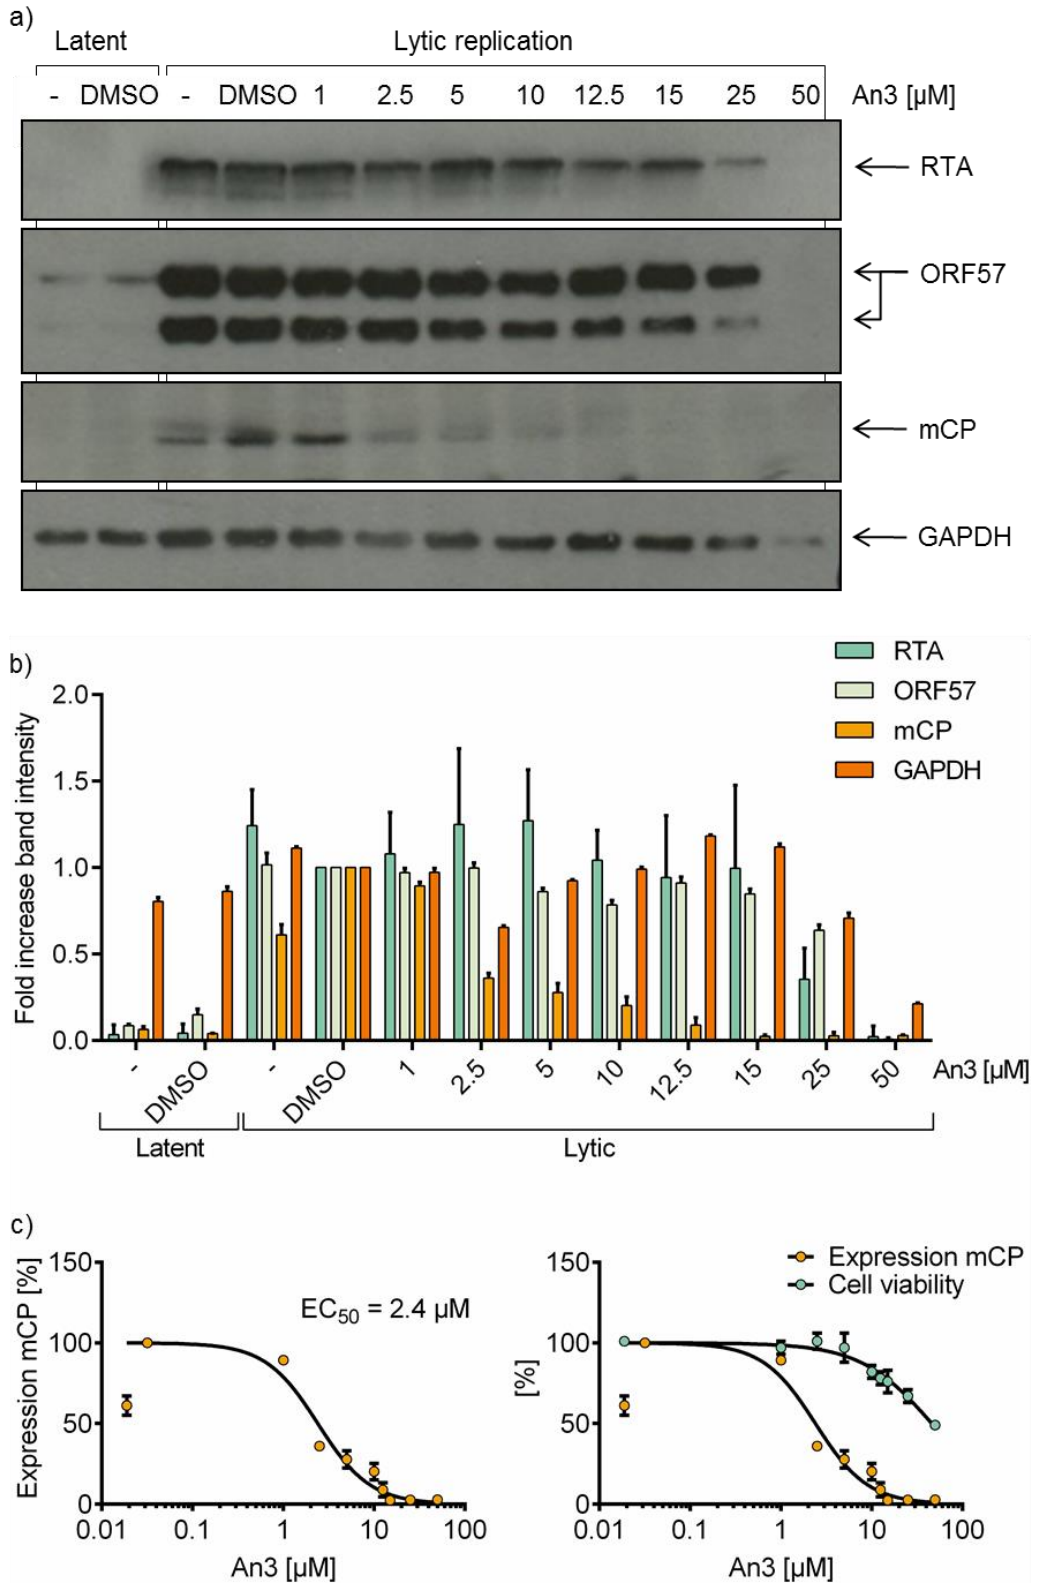 a)
Latent Lytic replication
- DMSO - DMSO 1 2.5 5 10 12.5 15 25 50 An3 [µM]
RTA
ORF57
mCP
GAPDH
b)
RTA
ORF57
mCP
GAPDH
Fold increase band intensity
2.0
1.5
1.0
0.5
0.0
- DMSO - DMSO 1 2.5 5 10 12.5 15 25 50 An3 [µM]
Latent Lytic
c)
Expression mCP [%]
150
100
50
0
EC50 = 2.4 µM
0.01 0.1 1 10 100
An3 [µM]
Expression mCP
Cell viability
[%]
150
100
50
0
0.01 0.1 1 10 100
An3 [µM]